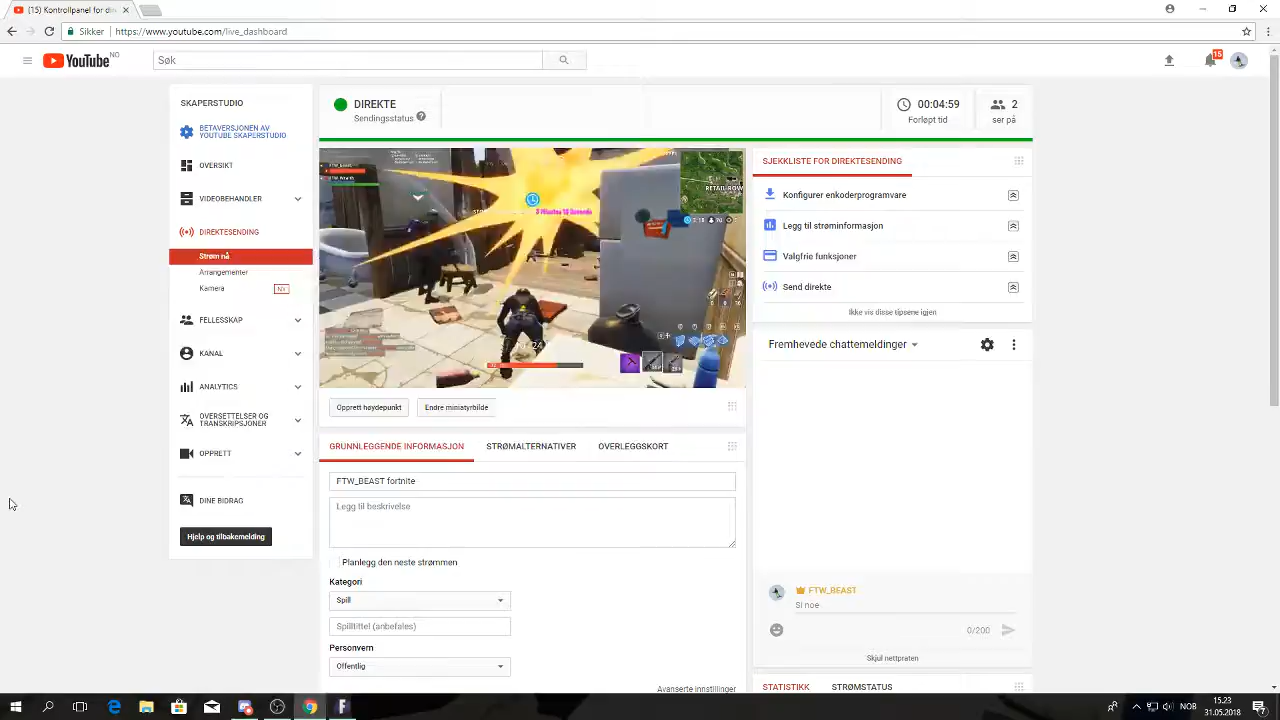 (15) Kontrollpanel for din
Sikker
https://www.youtube.com/live_dashboard
YouTube NO
Søk
15
SKAPERSTUDIO
BETAVERSJONEN AV
YOUTUBE SKAPERSTUDIO
OVERSIKT
VIDEOBEHANDLER
DIREKTESENDING
Strøm nå
Arrangementer
Kamera
NY
FELLESSKAP
KANAL
ANALYTICS
OVERSETTELSER OG
TRANSKRIPSJONER
OPPRETT
DINE BIDRAG
Hjelp og tilbakemelding
DIREKTE
Sendingsstatus
00:04:59
Forløpt tid
2
ser på
RETAIL ROW
Opprett høydepunkt
Endre miniatyrbilde
GRUNNLEGGENDE INFORMASJON
STRØMALTERNATIVER
OVERLEGGSKORT
FTW_BEAST fortnite
Legg til beskrivelse
Planlegg den neste strømmen
Kategori
Spill
Spilltittel (anbefales)
Personvern
Offentlig
Avanserte innstillinger
SJEKKLISTE FOR DIREKTESENDING
Konfigurer enkoderprogramvare
Legg til strøminformasjon
Valgfrie funksjoner
Send direkte
Ikke vis disse tipsene igjen
Fremhevede chattemeldinger
FTW_BEAST
Si noe
0/200
Skjul nettpraten
STATISTIKK
STRØMSTATUS
NOB
15.23
31.05.2018